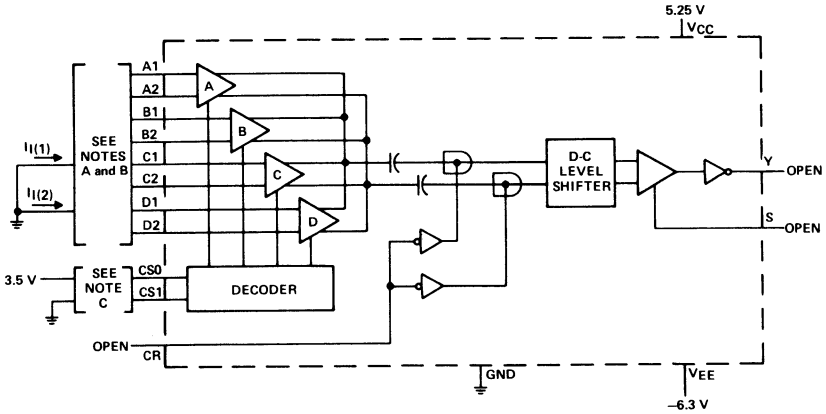 5.25 V
VCC
A1
A2
A
B1
B2
B
SEE
NOTES
A and B
II(1)
II(2)
C1
C2
C
D1
D2
D
D-C
LEVEL
SHIFTER
Y
OPEN
S
OPEN
3.5 V
SEE
NOTE
C
CS0
CS1
DECODER
OPEN
CR
GND
VEE
–6.3 V